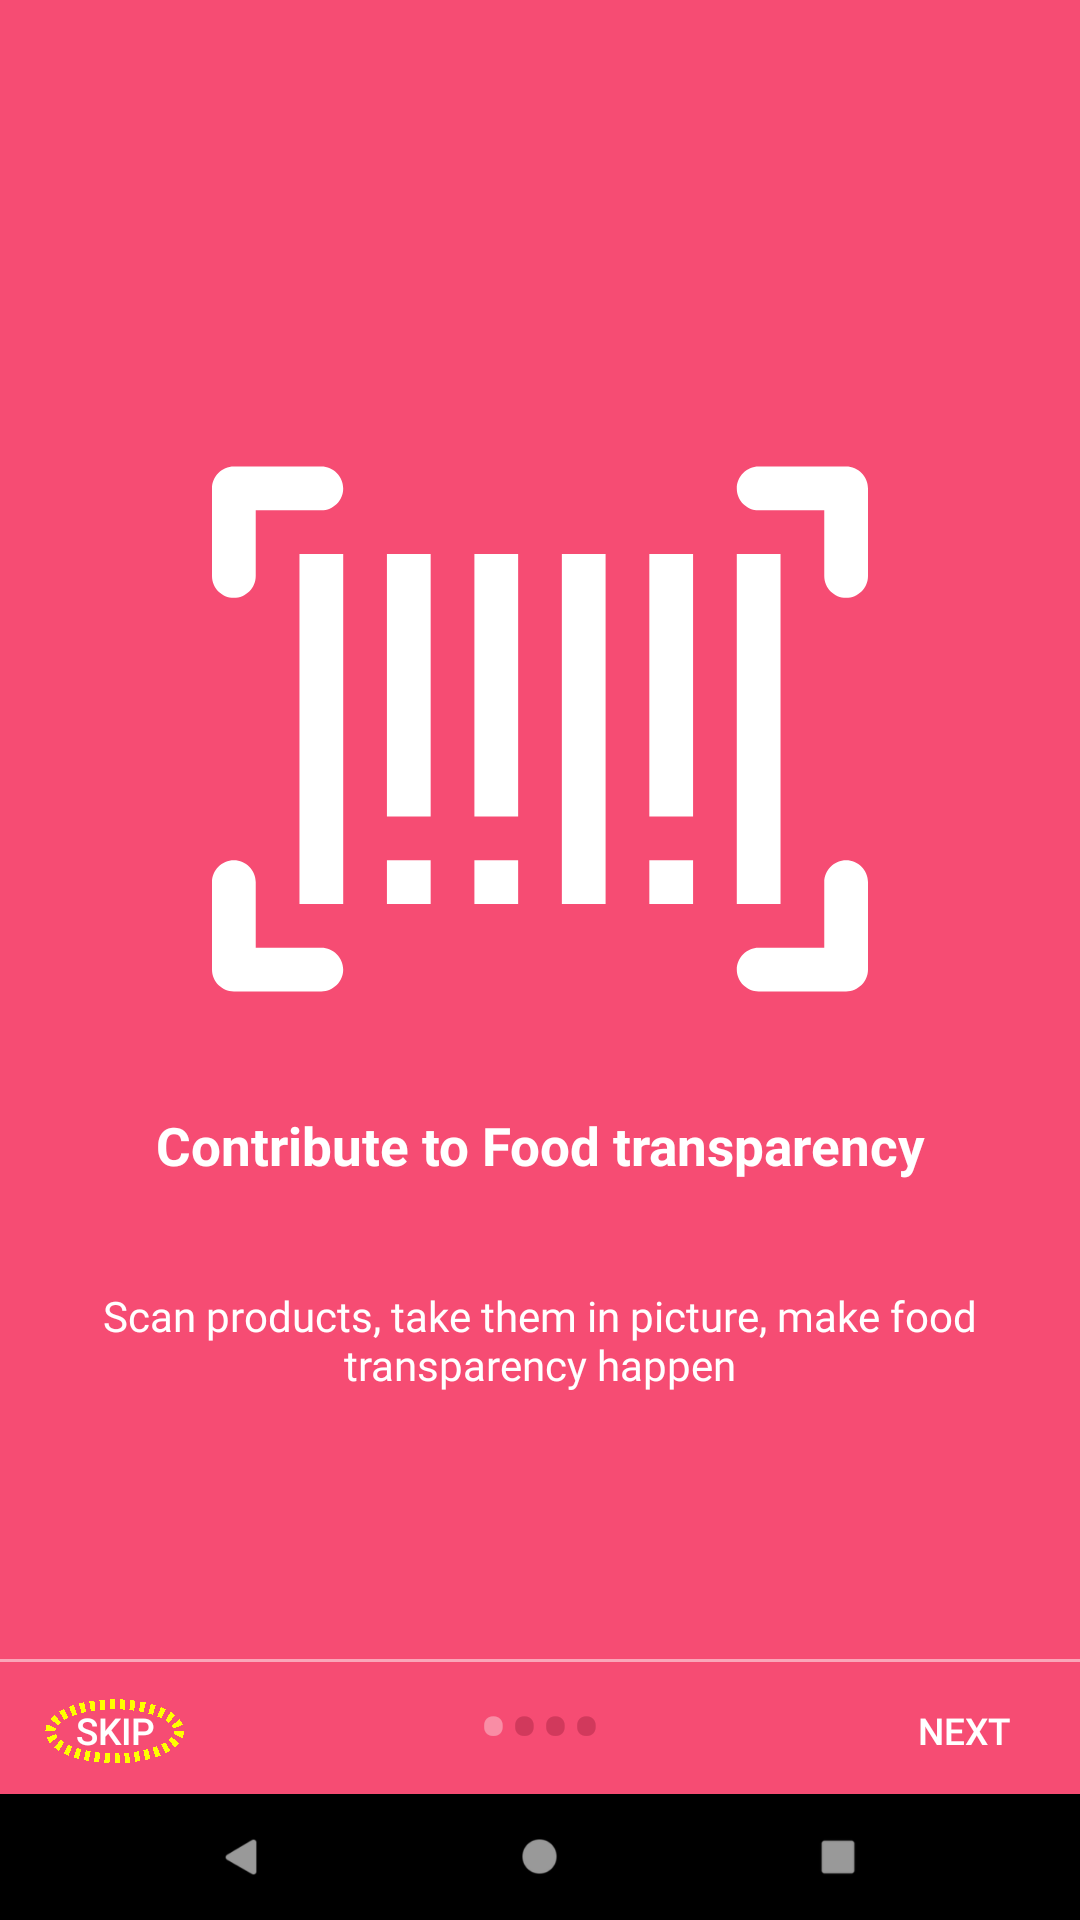 Contribute to Food transparency
Scan products, take them in picture, make food
transparency happen
SKIP
NEXT